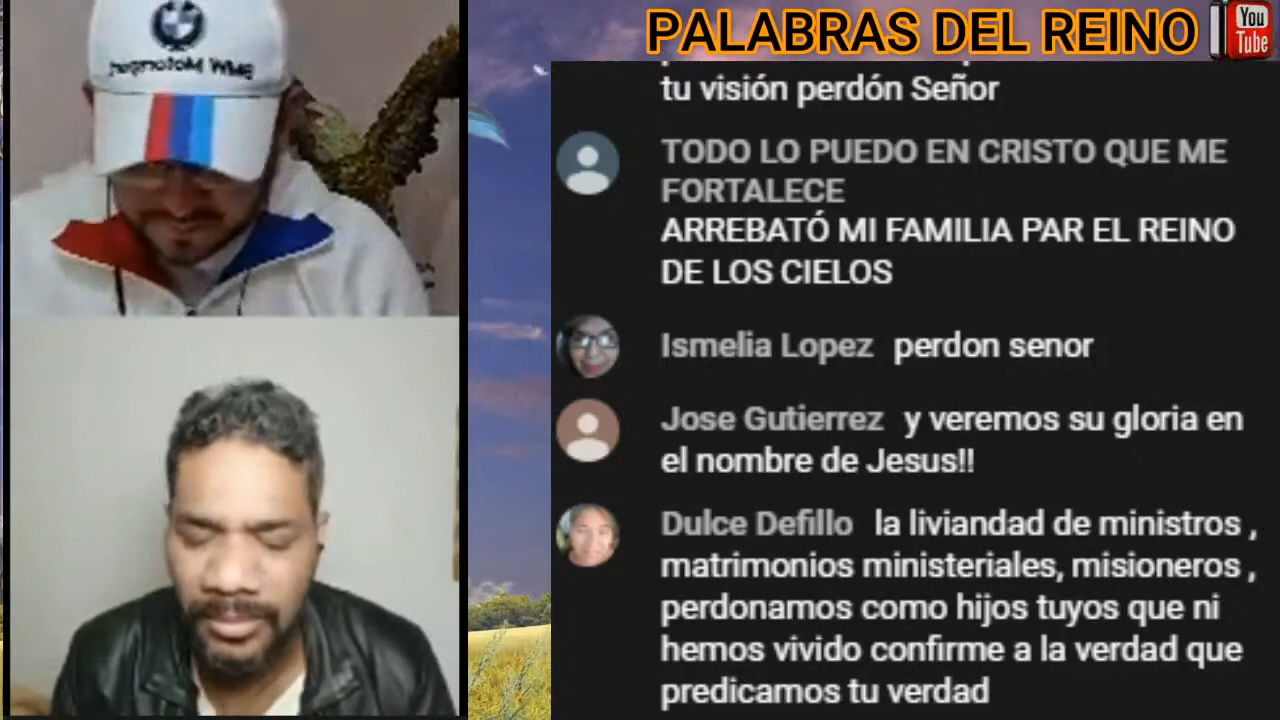 PALABRAS DEL REINO
You
Tube
BMW Motorsport
tu visión perdón Señor
TODO LO PUEDO EN CRISTO QUE ME
FORTALECE
ARREBATÓ MI FAMILIA PAR EL REINO
DE LOS CIELOS
Ismelia Lopez perdon senor
Jose Gutierrez y veremos su gloria en
el nombre de Jesus!!
Dulce Defillo la liviandad de ministros ,
matrimonios ministeriales, misioneros ,
perdonamos como hijos tuyos que ni
hemos vivido confirme a la verdad que
predicamos tu verdad